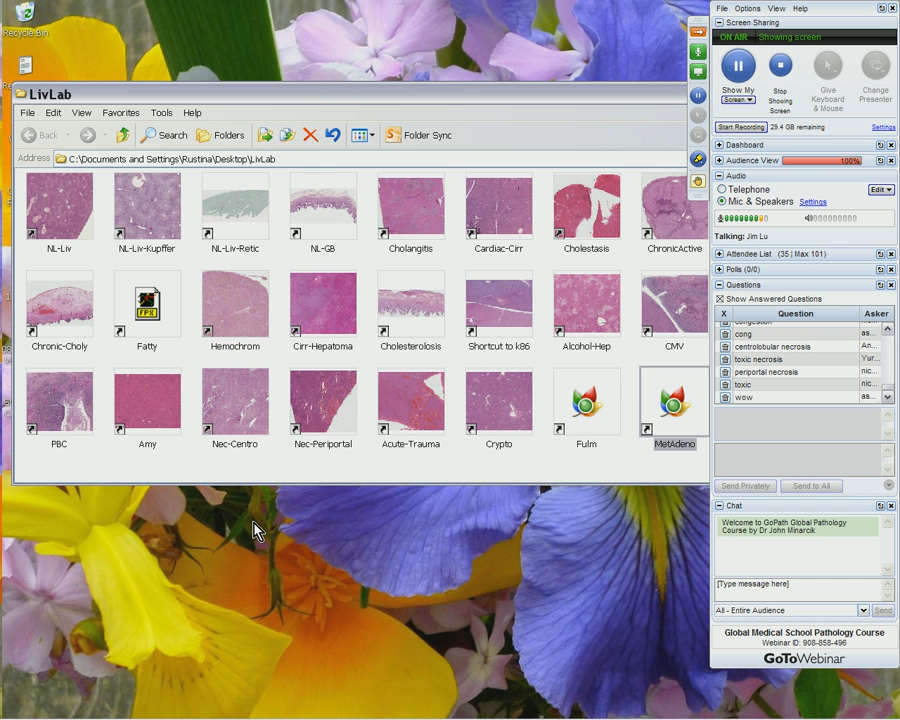 Recycle Bin
LivLab
File Edit View Favorites Tools Help
Back Search Folders Folder Sync
Address C:\Documents and Settings\Rustina\Desktop\LivLab
NL-Liv NL-Liv-Kupffer NL-Liv-Retic NL-GB Cholangitis Cardiac-Cirr Cholestasis ChronicActive
FPX
Chronic-Choly Fatty Hemochrom Cirr-Hepatoma Cholesterolosis Shortcut to k86 Alcohol-Hep CMV
PBC Amy Nec-Centro Nec-Periportal Acute-Trauma Crypto Fulm MetAdeno
File Options View Help
Screen Sharing
ON AIR Showing screen
Show My Screen
Stop Showing Screen
Give Keyboard & Mouse
Change Presenter
Start Recording 29.4 GB remaining Settings
Dashboard
Audience View 100%
Audio
Telephone Edit
Mic & Speakers Settings
Talking: Jim Lu
Attendee List (35 | Max 101)
Polls (0/0)
Questions
Show Answered Questions
X Question Asker
congestion
cong as...
centrolobular necrosis An...
toxic necrosis Yur...
periportal necrosis nic...
toxic nic...
wow as...
Send Privately Send to All
Chat
Welcome to GoPath Global Pathology
Course by Dr John Minarcik
[Type message here]
All - Entire Audience Send
Global Medical School Pathology Course
Webinar ID: 908-858-496
GoToWebinar